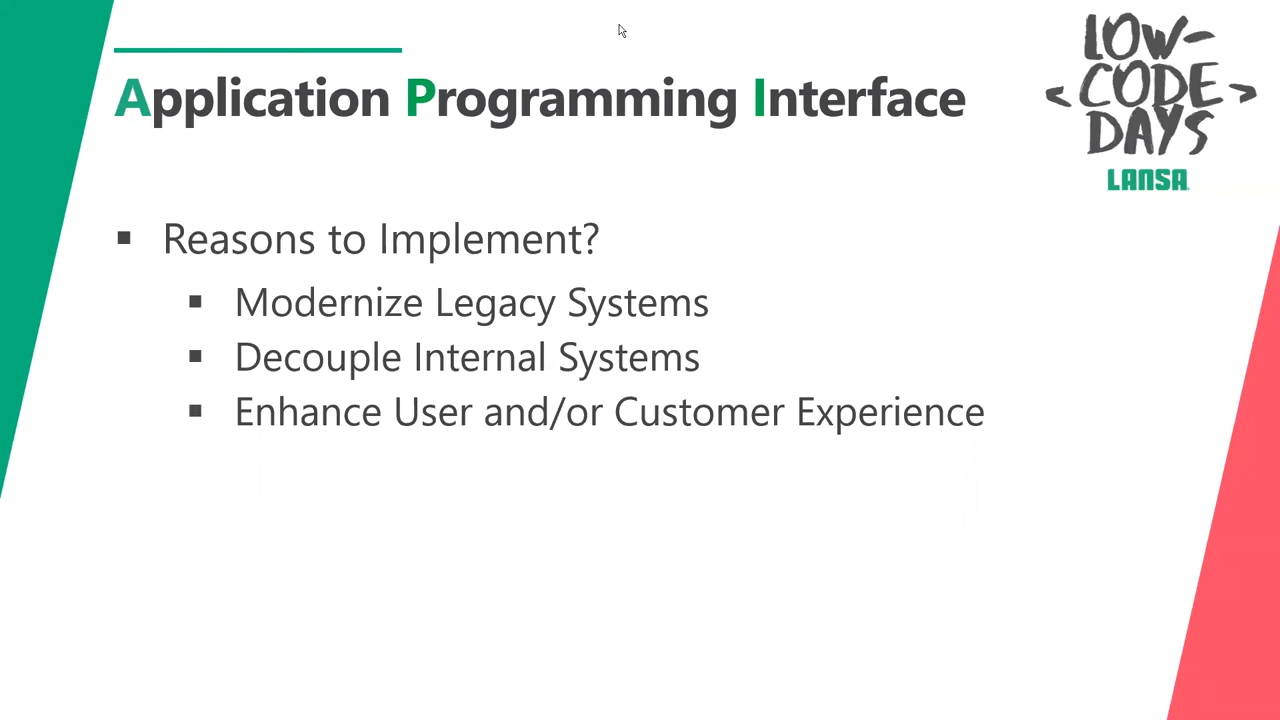 Application Programming Interface
LOW-
<CODE>
DAYS
LANSA
▪ Reasons to Implement?
▪ Modernize Legacy Systems
▪ Decouple Internal Systems
▪ Enhance User and/or Customer Experience